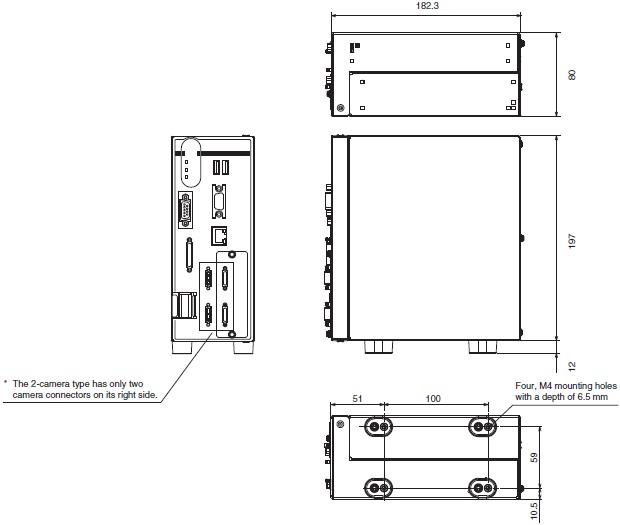 182.3
80
197
12
* The 2-camera type has only two
camera connectors on its right side.
Four, M4 mounting holes
with a depth of 6.5 mm
51
100
59
10.5